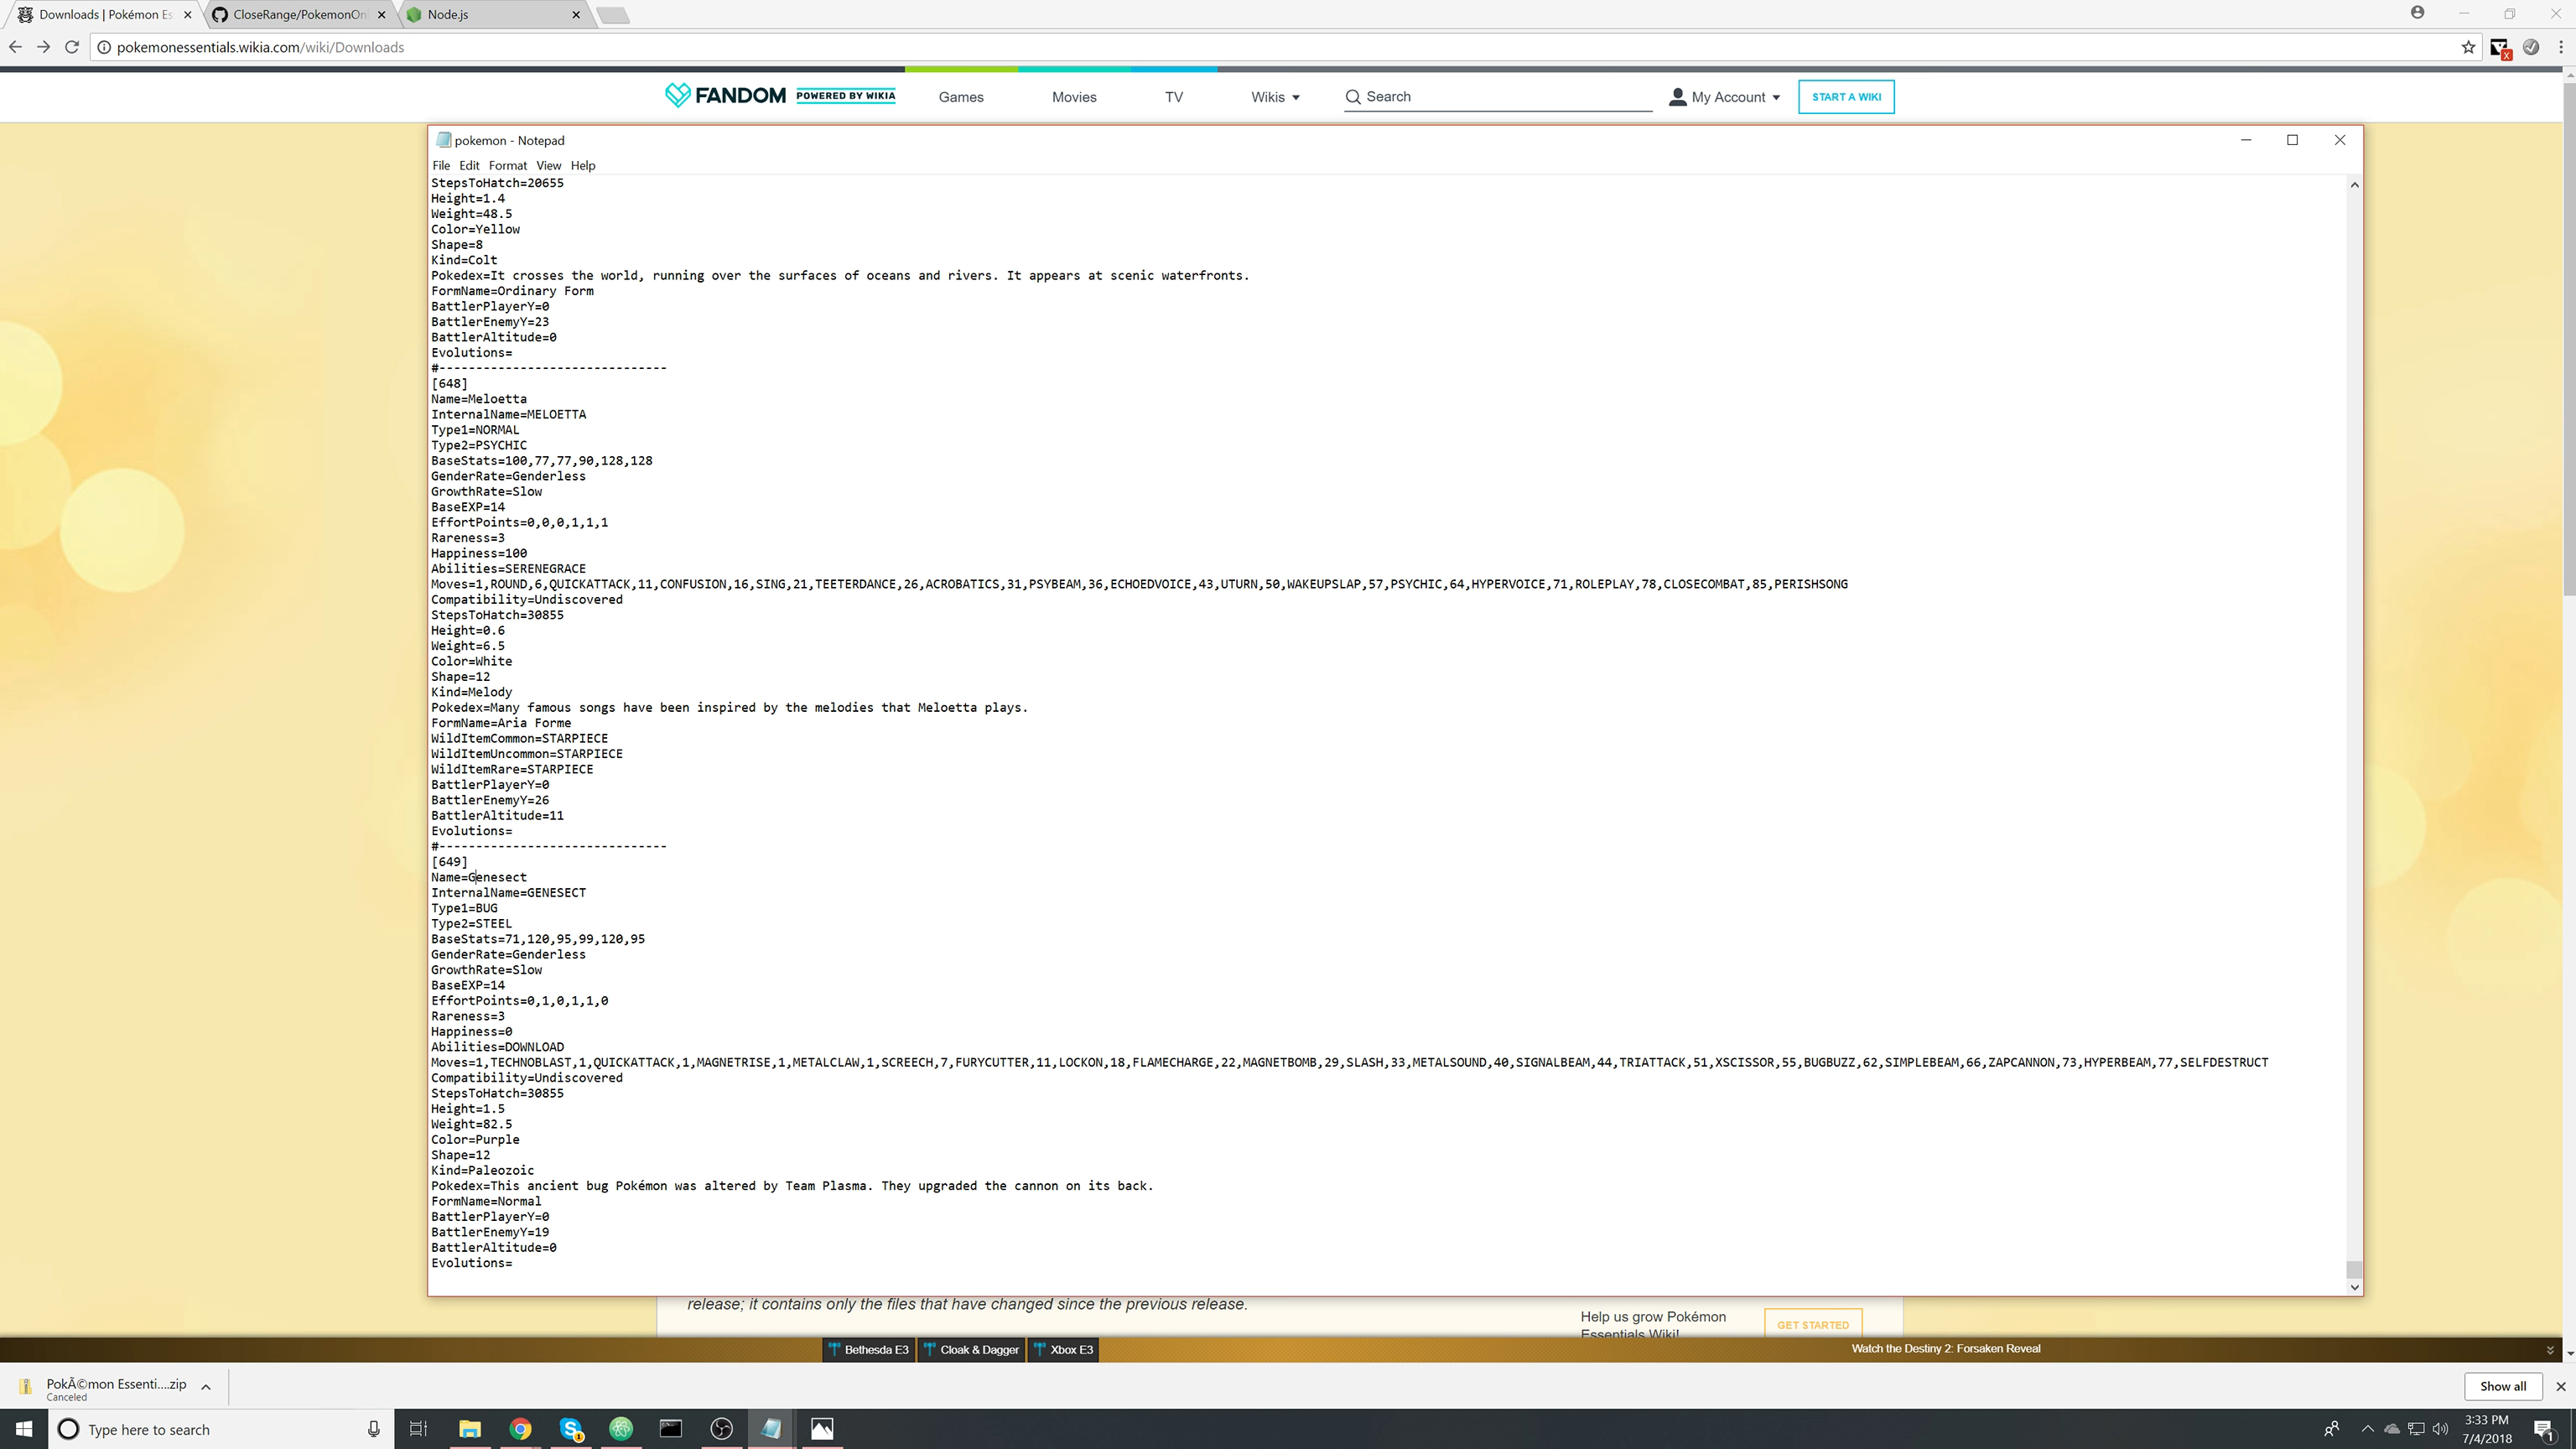 Downloads | Pokémon Es
CloseRange/PokemonOnl
Node.js
pokemonessentials.wikia.com/wiki/Downloads
FANDOM POWERED BY WIKIA Games Movies TV Wikis Search My Account START A WIKI
pokemon - Notepad
File Edit Format View Help
StepsToHatch=20655
Height=1.4
Weight=48.5
Color=Yellow
Shape=8
Kind=Colt
Pokedex=It crosses the world, running over the surfaces of oceans and rivers. It appears at scenic waterfronts.
FormName=Ordinary Form
BattlerPlayerY=0
BattlerEnemyY=23
BattlerAltitude=0
Evolutions=
#-------------------------------
[648]
Name=Meloetta
InternalName=MELOETTA
Type1=NORMAL
Type2=PSYCHIC
BaseStats=100,77,77,90,128,128
GenderRate=Genderless
GrowthRate=Slow
BaseEXP=14
EffortPoints=0,0,0,1,1,1
Rareness=3
Happiness=100
Abilities=SERENEGRACE
Moves=1,ROUND,6,QUICKATTACK,11,CONFUSION,16,SING,21,TEETERDANCE,26,ACROBATICS,31,PSYBEAM,36,ECHOEDVOICE,43,UTURN,50,WAKEUPSLAP,57,PSYCHIC,64,HYPERVOICE,71,ROLEPLAY,78,CLOSECOMBAT,85,PERISHSONG
Compatibility=Undiscovered
StepsToHatch=30855
Height=0.6
Weight=6.5
Color=White
Shape=12
Kind=Melody
Pokedex=Many famous songs have been inspired by the melodies that Meloetta plays.
FormName=Aria Forme
WildItemCommon=STARPIECE
WildItemUncommon=STARPIECE
WildItemRare=STARPIECE
BattlerPlayerY=0
BattlerEnemyY=26
BattlerAltitude=11
Evolutions=
#-------------------------------
[649]
Name=Genesect
InternalName=GENESECT
Type1=BUG
Type2=STEEL
BaseStats=71,120,95,99,120,95
GenderRate=Genderless
GrowthRate=Slow
BaseEXP=14
EffortPoints=0,1,0,1,1,0
Rareness=3
Happiness=0
Abilities=DOWNLOAD
Moves=1,TECHNOBLAST,1,QUICKATTACK,1,MAGNETRISE,1,METALCLAW,1,SCREECH,7,FURYCUTTER,11,LOCKON,18,FLAMECHARGE,22,MAGNETBOMB,29,SLASH,33,METALSOUND,40,SIGNALBEAM,44,TRIATTACK,51,XSCISSOR,55,BUGBUZZ,62,SIMPLEBEAM,66,ZAPCANNON,73,HYPERBEAM,77,SELFDESTRUCT
Compatibility=Undiscovered
StepsToHatch=30855
Height=1.5
Weight=82.5
Color=Purple
Shape=12
Kind=Paleozoic
Pokedex=This ancient bug Pokémon was altered by Team Plasma. They upgraded the cannon on its back.
FormName=Normal
BattlerPlayerY=0
BattlerEnemyY=19
BattlerAltitude=0
Evolutions=
release; it contains only the files that have changed since the previous release.
Help us grow Pokémon
Essentials Wiki!
GET STARTED
Bethesda E3 Cloak & Dagger Xbox E3 Watch the Destiny 2: Forsaken Reveal
PokÃ©mon Essenti....zip
Canceled
Show all
Type here to search
3:33 PM
7/4/2018